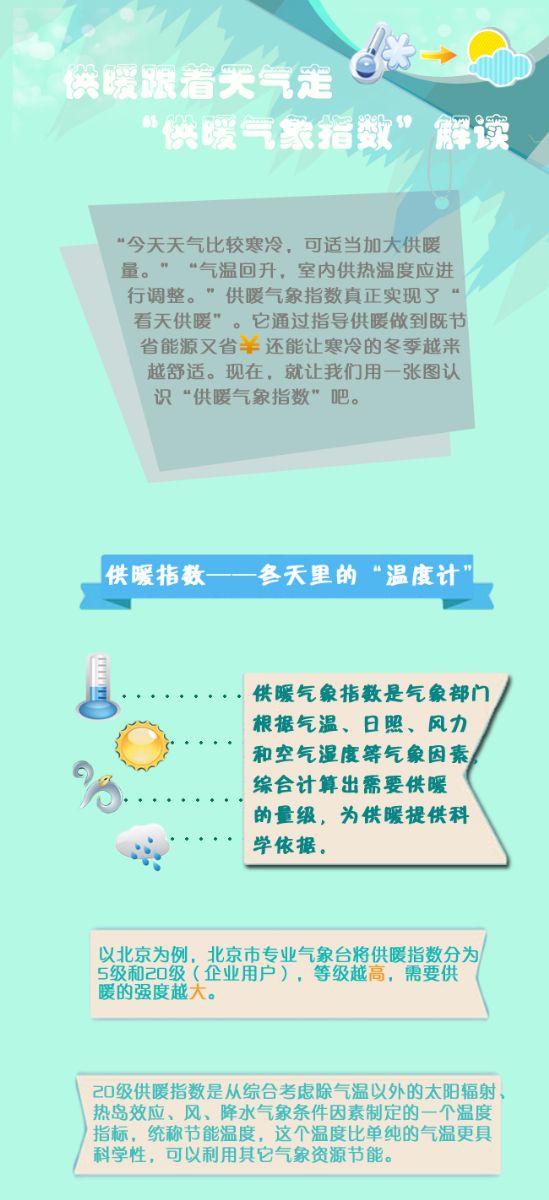 供暖跟着天气走
“供暖气象指数”解读
“今天天气比较寒冷，可适当加大供暖
量。”“气温回升，室内供热温度应进
行调整。”供暖气象指数真正实现了“
看天供暖”。它通过指导供暖做到既节
省能源又省¥还能让寒冷的冬季越来
越舒适。现在，就让我们用一张图认
识“供暖气象指数”吧。
供暖指数——冬天里的“温度计”
供暖气象指数是气象部门
根据气温、日照、风力
和空气湿度等气象因素，
综合计算出需要供暖
的量级，为供暖提供科
学依据。
以北京为例，北京市专业气象台将供暖指数分为
5级和20级（企业用户），等级越高，需要供
暖的强度越大。
20级供暖指数是从综合考虑除气温以外的太阳辐射、
热岛效应、风、降水气象条件因素制定的一个温度
指标，统称节能温度，这个温度比单纯的气温更具
科学性，可以利用其它气象资源节能。